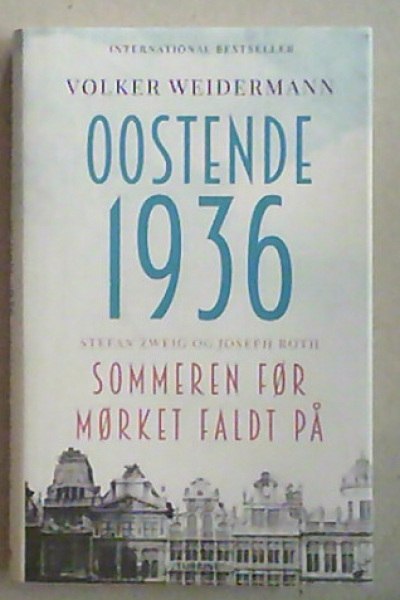 INTERNATIONAL BESTSELLER
VOLKER WEIDERMANN
OOSTENDE
1936
STEFAN ZWEIG OG JOSEPH ROTH
SOMMEREN FØR
MØRKET FALDT PÅ